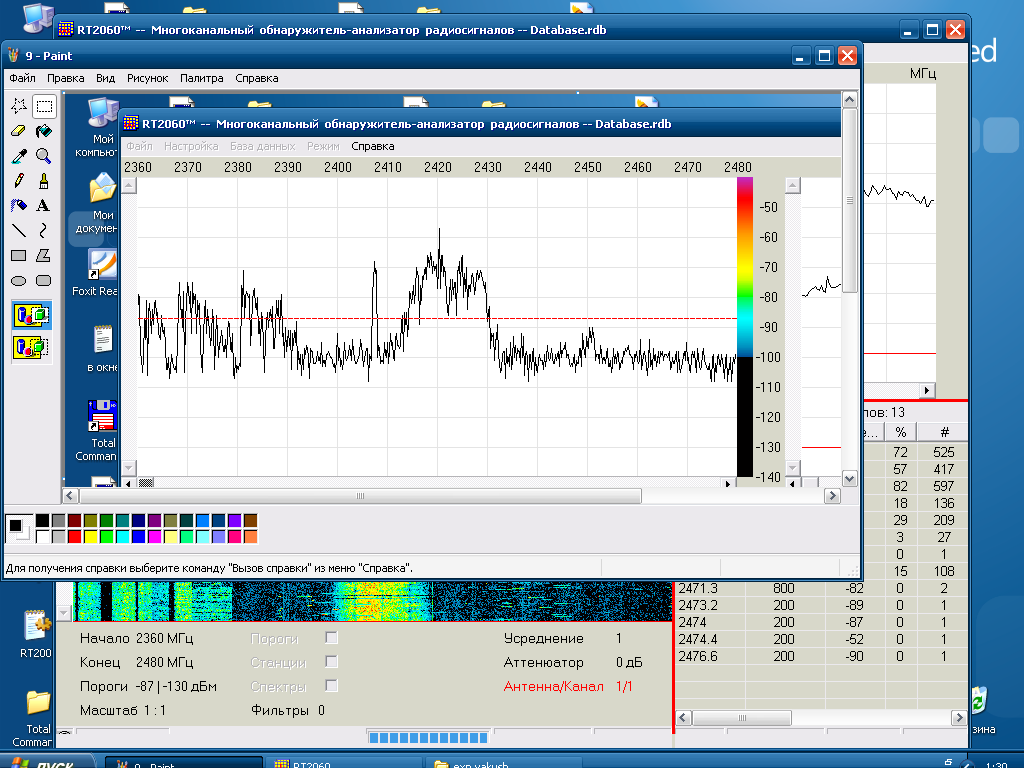 RT2060™ -- Многоканальный обнаружитель-анализатор радиосигналов -- Database.rdb
9 - Paint
Файл Правка Вид Рисунок Палитра Справка
МГц
RT2060™ -- Многоканальный обнаружитель-анализатор радиосигналов -- Database.rdb
Файл Настройка База данных Режим Справка
2360 2370 2380 2390 2400 2410 2420 2430 2440 2450 2460 2470 2480
Мой
компьют
Мои
докумен
Foxit Rea
в окне
Total
Comman
-50
-60
-70
-80
-90
-100
-110
-120
-130
-140
лов: 13
е... % #
72 525
57 417
82 597
18 136
29 209
3 27
0 1
15 108
2471.3 800 -82 0 2
2473.2 200 -89 0 1
2474 200 -87 0 1
2474.4 200 -52 0 1
2476.6 200 -90 0 1
Для получения справки выберите команду "Вызов справки" из меню "Справка".
Начало 2360 МГц Пороги Усреднение 1
Конец 2480 МГц Станции Аттенюатор 0 дБ
Пороги -87|-130 дБм Спектры Антенна/Канал 1/1
Масштаб 1 : 1 Фильтры 0
RT200
Total
Commar
зина
ed
пуск
9 - Paint
RT2060
exp yakush
1:30